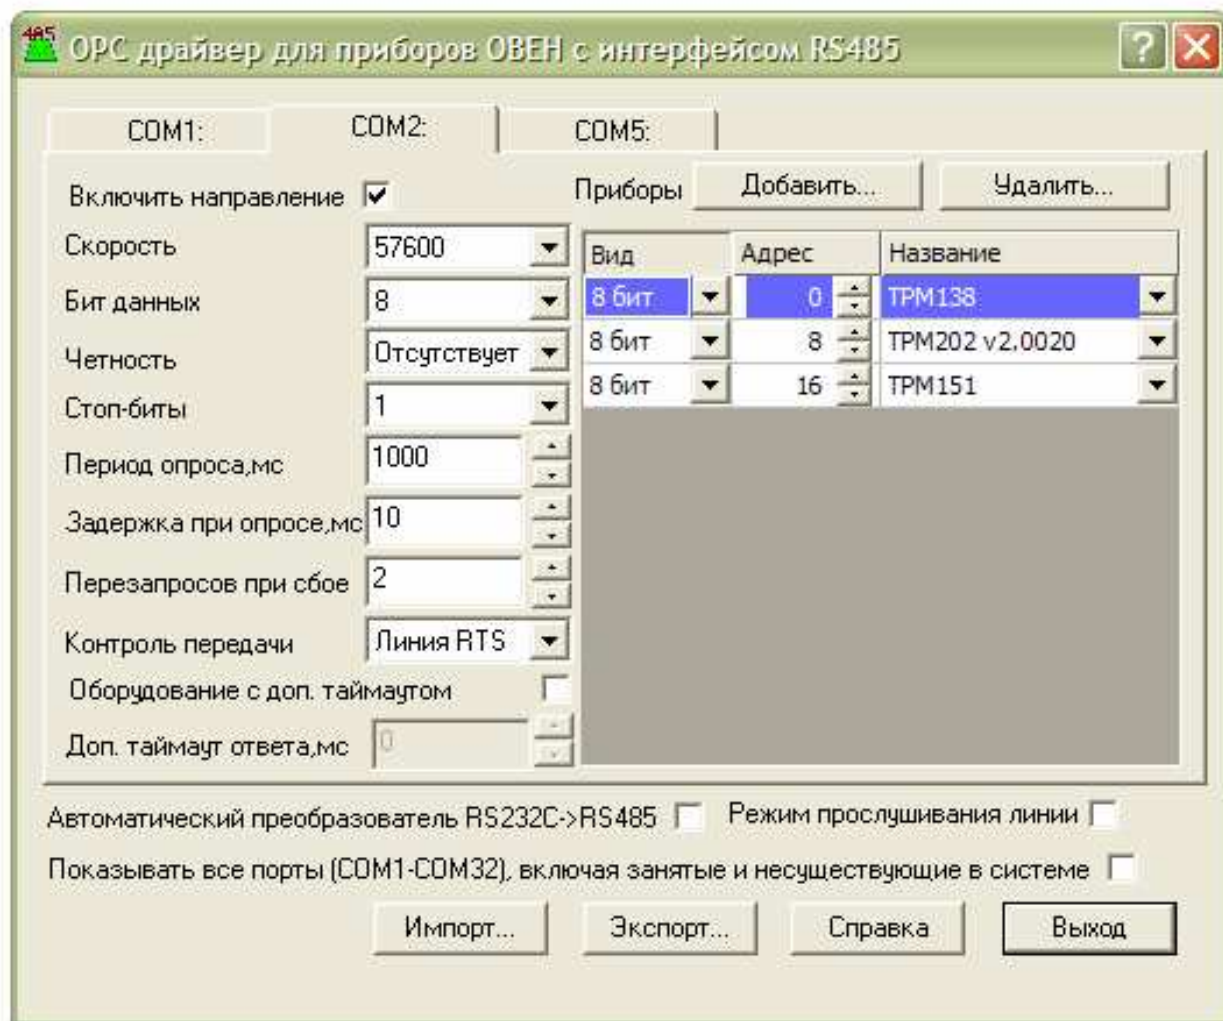 485 OPC драйвер для приборов ОВЕН с интерфейсом RS485
COM1: COM2: COM5:
Включить направление Приборы Добавить... Удалить...
Скорость 57600
Бит данных 8
Четность Отсутствует
Стоп-биты 1
Период опроса,мс 1000
Задержка при опросе,мс 10
Перезапросов при сбое 2
Контроль передачи Линия RTS
Оборудование с доп. таймаутом
Доп. таймаут ответа,мс 0
Вид Адрес Название
8 бит 0 ТРМ138
8 бит 8 ТРМ202 v2.0020
8 бит 16 ТРМ151
Автоматический преобразователь RS232C->RS485 Режим прослушивания линии
Показывать все порты (COM1-COM32), включая занятые и несуществующие в системе
Импорт... Экспорт... Справка Выход